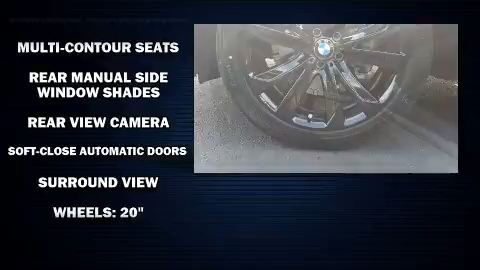 MULTI-CONTOUR SEATS
REAR MANUAL SIDE
WINDOW SHADES
REAR VIEW CAMERA
SOFT-CLOSE AUTOMATIC DOORS
SURROUND VIEW
WHEELS: 20"